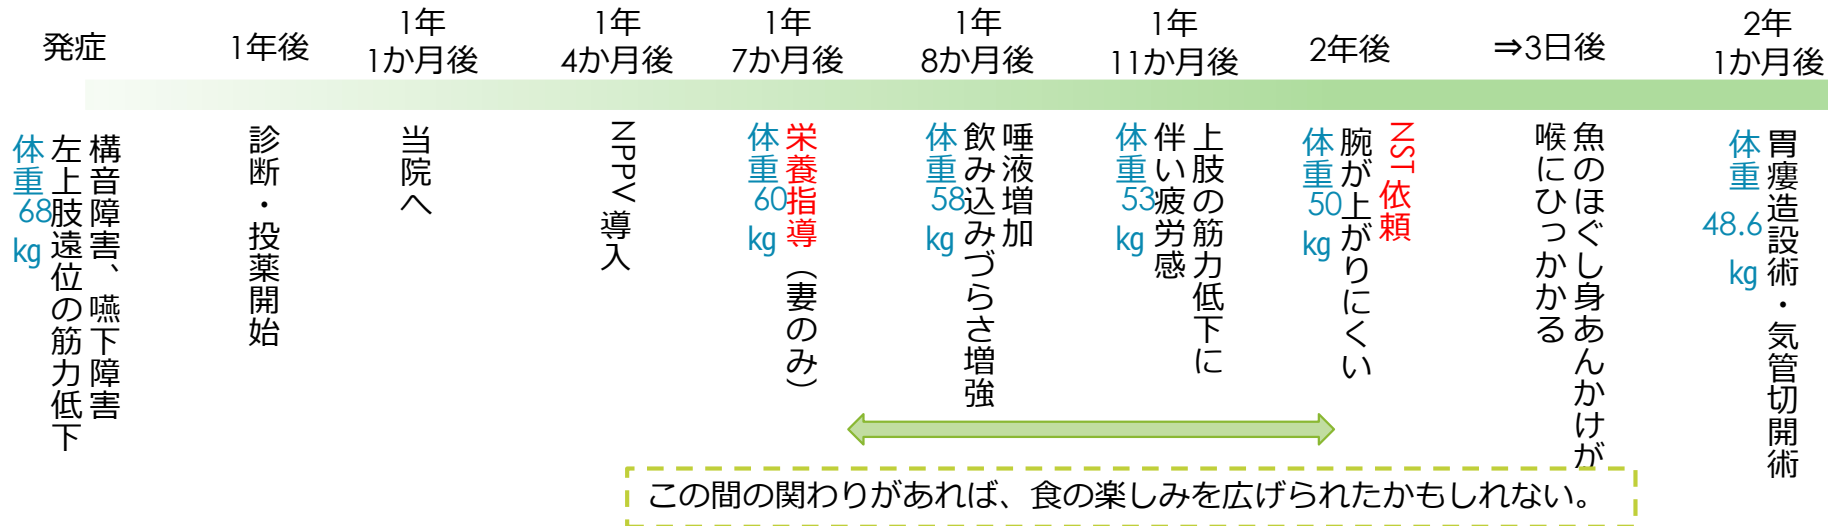 発症
1年後
1年
1か月後
1年
4か月後
1年
7か月後
1年
8か月後
1年
11か月後
2年後
⇒3日後
2年
1か月後
構音障害、嚥下障害
左上肢遠位の筋力低下
体重68kg
診断・投薬開始
当院へ
NPPV 導入
栄養指導（妻のみ）
体重60kg
唾液増加
飲み込みづらさ増強
体重58kg
上肢の筋力低下に
伴い疲労感
体重53kg
NST 依頼
腕が上がりにくい
体重50kg
魚のほぐし身あんかけが
喉にひっかかる
胃瘻造設術・気管切開術
体重48.6kg
この間の関わりがあれば、食の楽しみを広げられたかもしれない。